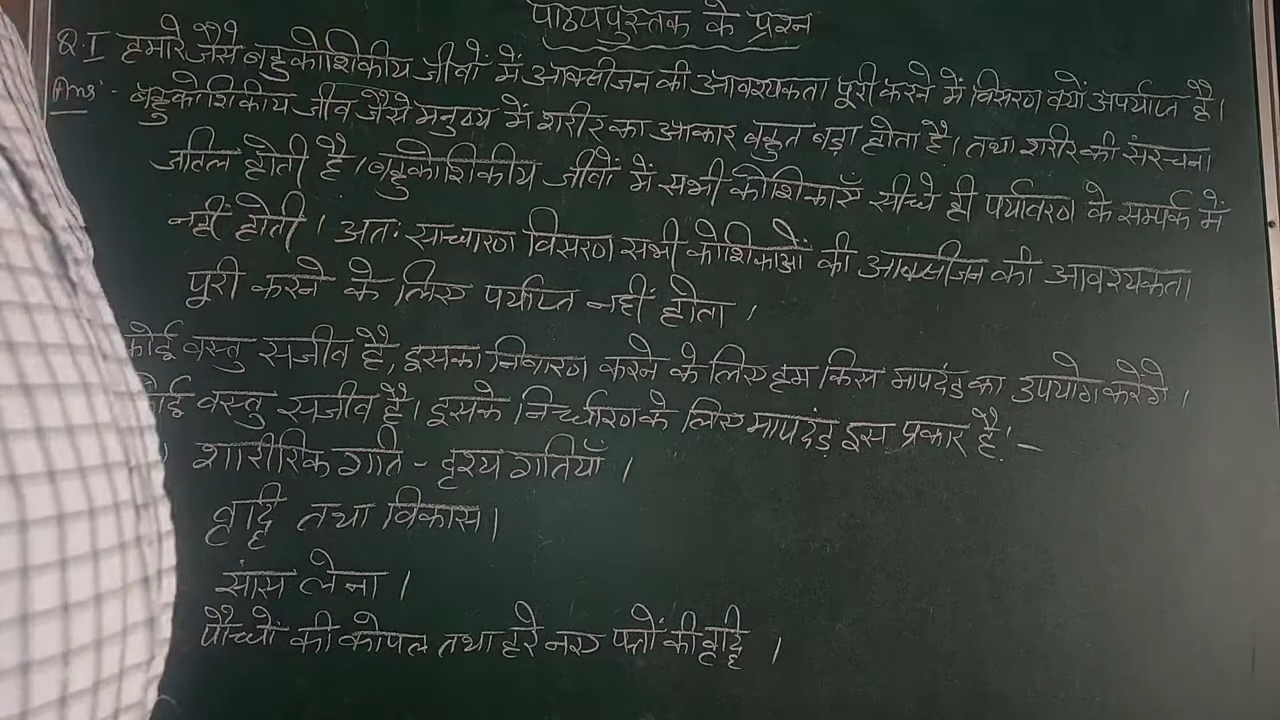 पाठ्यपुस्तक के प्रश्न
Q.I हमारे जैसे बहुकोशिकीय जीवों में आक्सीजन की आवश्यकता पूरी करने में विसरण क्यों अपर्याप्त है।
Ans:- बहुकोशिकीय जीव जैसे मनुष्य में शरीर का आकार बहुत बड़ा होता है। तथा शरीर की संरचना
जटिल होती है। बहुकोशिकीय जीवों में सभी कोशिकाएँ सीधे ही पर्यावरण के सम्पर्क में
नहीं होती। अतः साधारण विसरण सभी कोशिकाओं की आक्सीजन की आवश्यकता
पूरी करने के लिए पर्याप्त नहीं होता।
कोई वस्तु सजीव है, इसका निवारण करने के लिए हम किस मापदंड का उपयोग करेंगे।
कोई वस्तु सजीव है। इसके निर्धारण के लिए मापदंड़ इस प्रकार है:-
शारीरिक गति - दृश्य गतियाँ।
वृद्धि तथा विकास।
सांस लेना।
पौधों की कोपल तथा हरे नए पत्तों की वृद्धि।